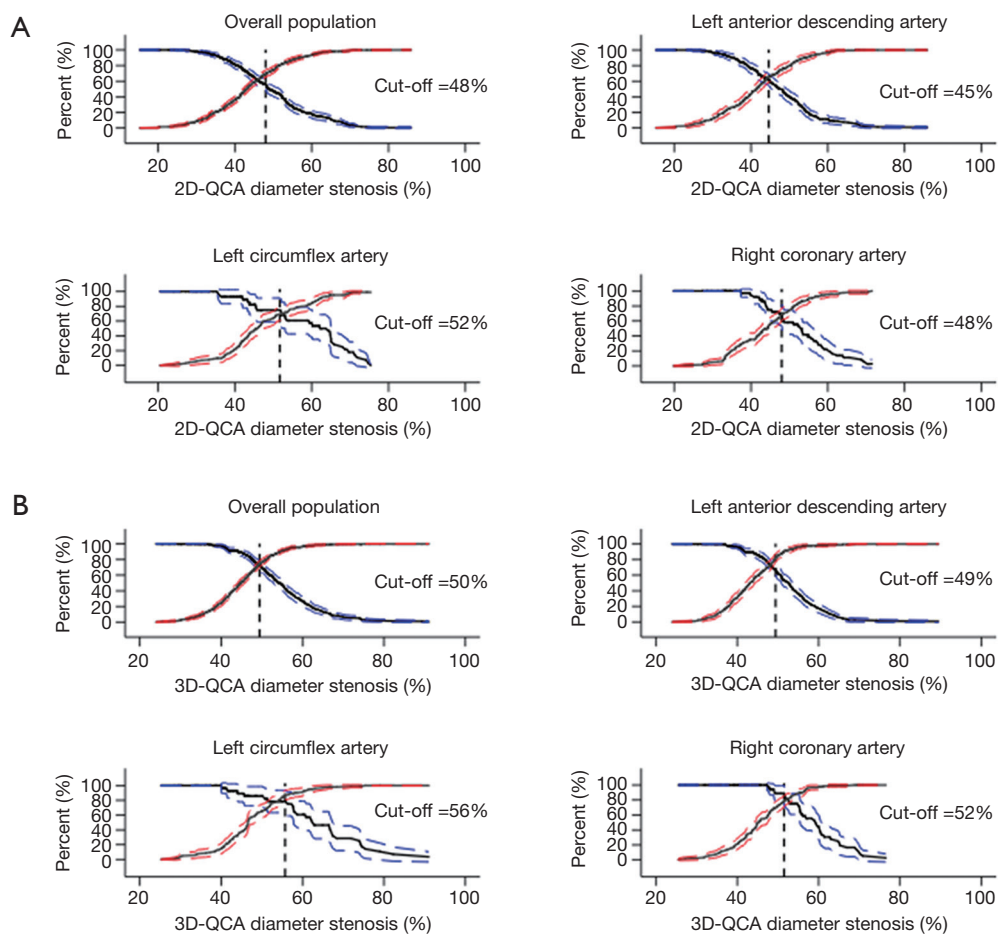 A
Overall population
Percent (%)
100
80
60
40
20
0
Cut-off =48%
20 40 60 80 100
2D-QCA diameter stenosis (%)
Left anterior descending artery
Percent (%)
100
80
60
40
20
0
Cut-off =45%
20 40 60 80 100
2D-QCA diameter stenosis (%)
Left circumflex artery
Percent (%)
100
80
60
40
20
0
Cut-off =52%
20 40 60 80 100
2D-QCA diameter stenosis (%)
Right coronary artery
Percent (%)
100
80
60
40
20
0
Cut-off =48%
20 40 60 80 100
2D-QCA diameter stenosis (%)
B
Overall population
Percent (%)
100
80
60
40
20
0
Cut-off =50%
20 40 60 80 100
3D-QCA diameter stenosis (%)
Left anterior descending artery
Percent (%)
100
80
60
40
20
0
Cut-off =49%
20 40 60 80 100
3D-QCA diameter stenosis (%)
Left circumflex artery
Percent (%)
100
80
60
40
20
0
Cut-off =56%
20 40 60 80 100
3D-QCA diameter stenosis (%)
Right coronary artery
Percent (%)
100
80
60
40
20
0
Cut-off =52%
20 40 60 80 100
3D-QCA diameter stenosis (%)